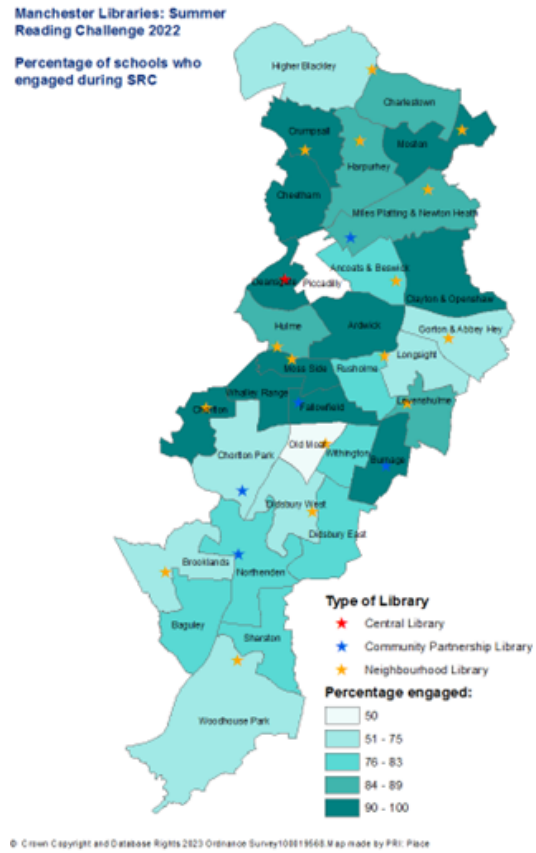 Manchester Libraries: Summer
Reading Challenge 2022
Percentage of schools who
engaged during SRC
Higher Blackley
Charlestown
Crumpsall
Moston
Harpurhey
Cheetham
Miles Platting & Newton Heath
Ancoats & Beswick
Deansgate
Piccadilly
Clayton & Openshaw
Hulme
Ardwick
Gorton & Abbey Hey
Longsight
Moss Side
Rusholme
Whalley Range
Levenshulme
Chorlton
Fallowfield
Old Moat
Withington
Chorlton Park
Burnage
Didsbury West
Didsbury East
Brooklands
Northenden
Baguley
Sharston
Woodhouse Park
Type of Library
Central Library
Community Partnership Library
Neighbourhood Library
Percentage engaged:
50
51 - 75
76 - 83
84 - 89
90 - 100
© Crown Copyright and Database Rights 2023 Ordnance Survey 100019568.Map made by PRI: Place